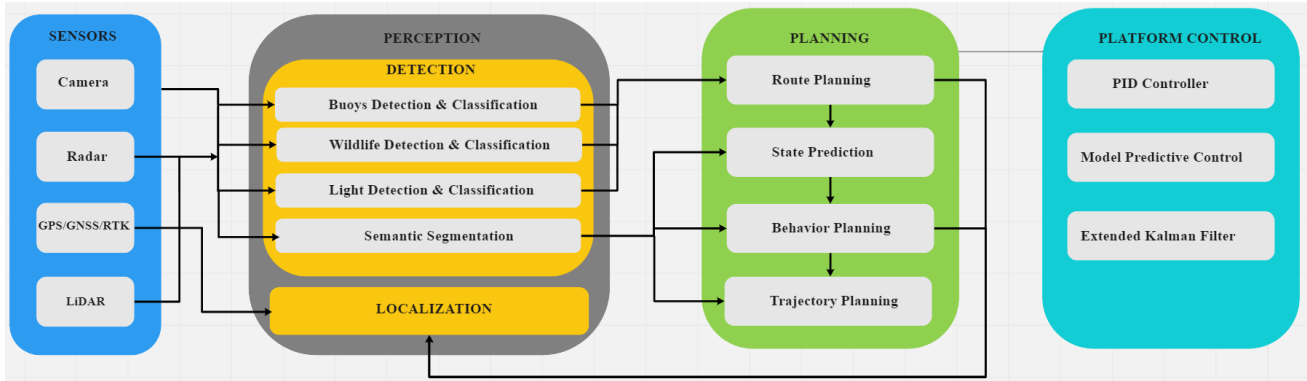 SENSORS
Camera
Radar
GPS/GNSS/RTK
LiDAR
PERCEPTION
DETECTION
Buoys Detection & Classification
Wildlife Detection & Classification
Light Detection & Classification
Semantic Segmentation
LOCALIZATION
PLANNING
Route Planning
State Prediction
Behavior Planning
Trajectory Planning
PLATFORM CONTROL
PID Controller
Model Predictive Control
Extended Kalman Filter